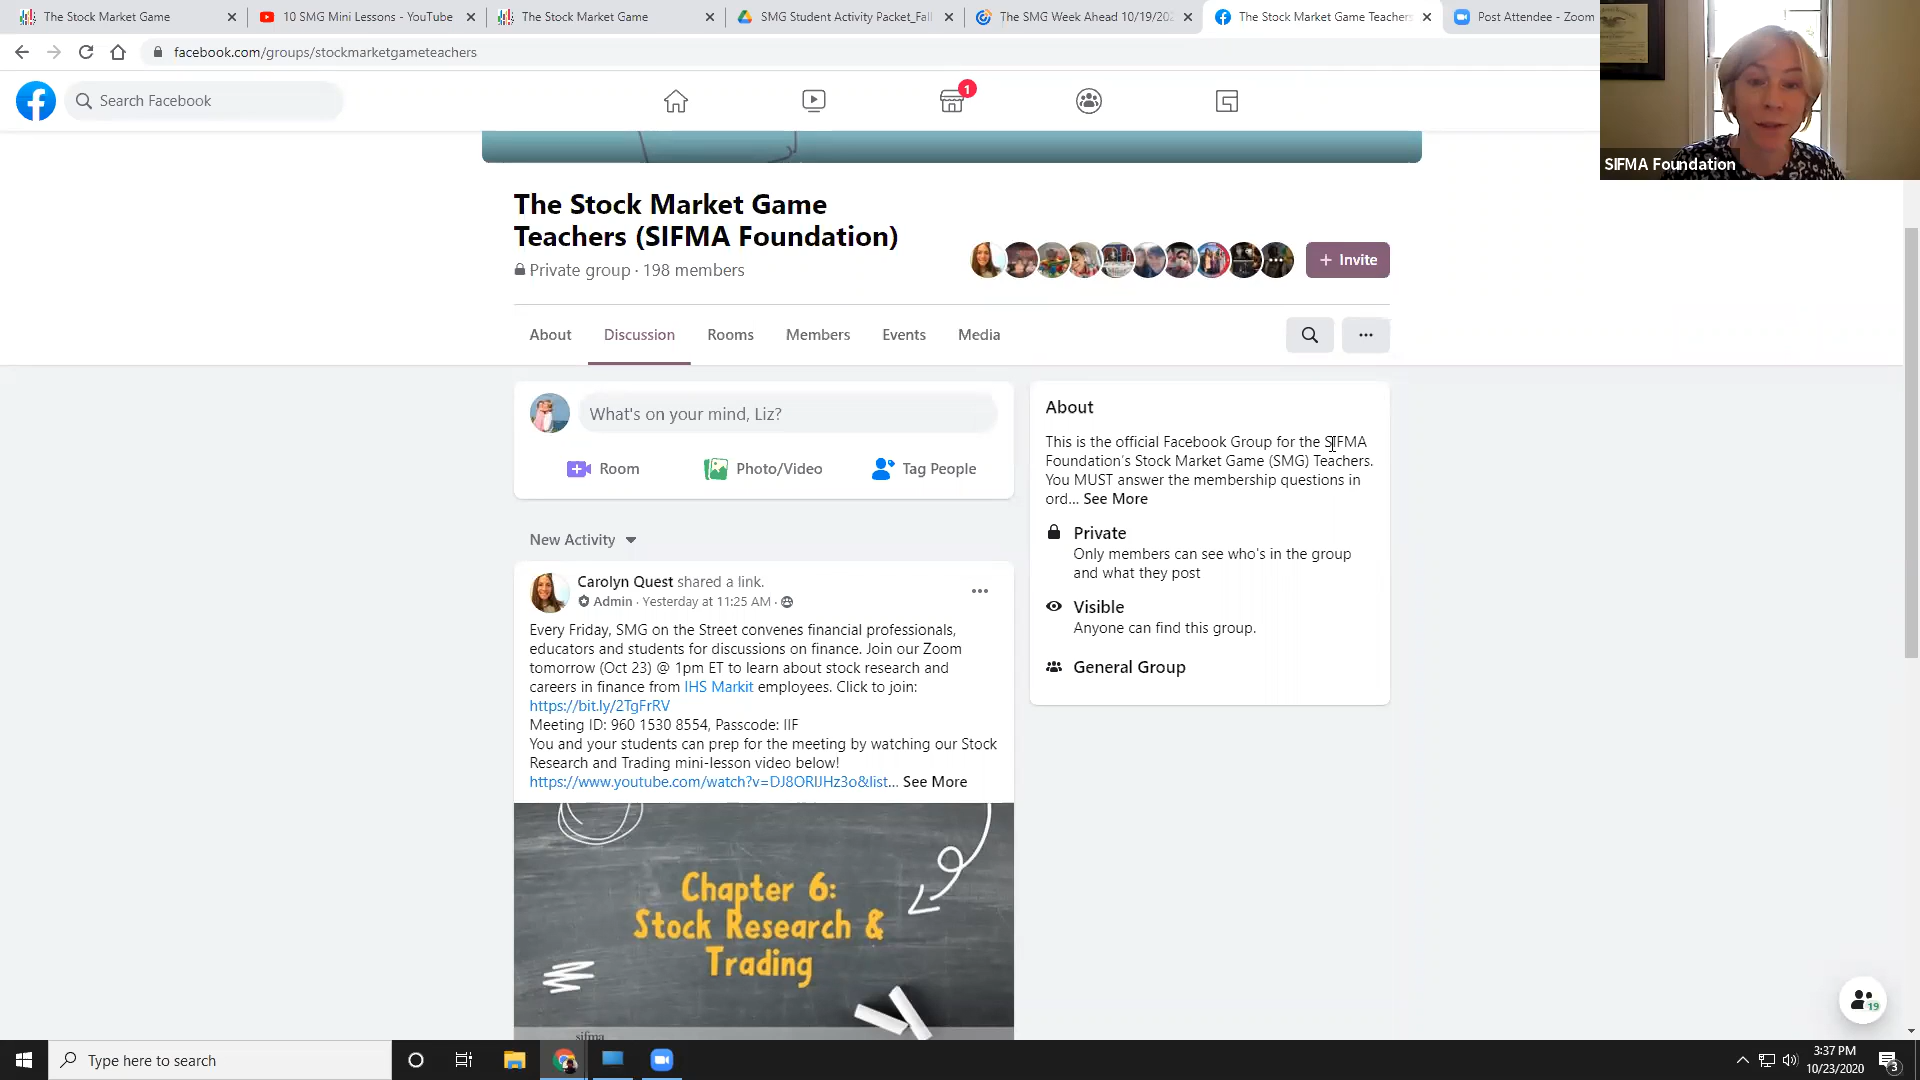 The Stock Market Game
10 SMG Mini Lessons - YouTube
The Stock Market Game
SMG Student Activity Packet_Fall
The SMG Week Ahead 10/19/202
The Stock Market Game Teachers
Post Attendee - Zoom
facebook.com/groups/stockmarketgameteachers
Search Facebook
1
SIFMA Foundation
The Stock Market Game
Teachers (SIFMA Foundation)
Private group · 198 members
+ Invite
About
Discussion
Rooms
Members
Events
Media
What's on your mind, Liz?
Room
Photo/Video
Tag People
New Activity
Carolyn Quest shared a link.
Admin · Yesterday at 11:25 AM ·
Every Friday, SMG on the Street convenes financial professionals,
educators and students for discussions on finance. Join our Zoom
tomorrow (Oct 23) @ 1pm ET to learn about stock research and
careers in finance from IHS Markit employees. Click to join:
https://bit.ly/2TgFrRV
Meeting ID: 960 1530 8554, Passcode: IIF
You and your students can prep for the meeting by watching our Stock
Research and Trading mini-lesson video below!
https://www.youtube.com/watch?v=DJ8ORIJHz3o&list... See More
Chapter 6:
Stock Research &
Trading
sifma
About
This is the official Facebook Group for the SIFMA
Foundation's Stock Market Game (SMG) Teachers.
You MUST answer the membership questions in
ord... See More
Private
Only members can see who's in the group
and what they post
Visible
Anyone can find this group.
General Group
19
Type here to search
3:37 PM
10/23/2020
3